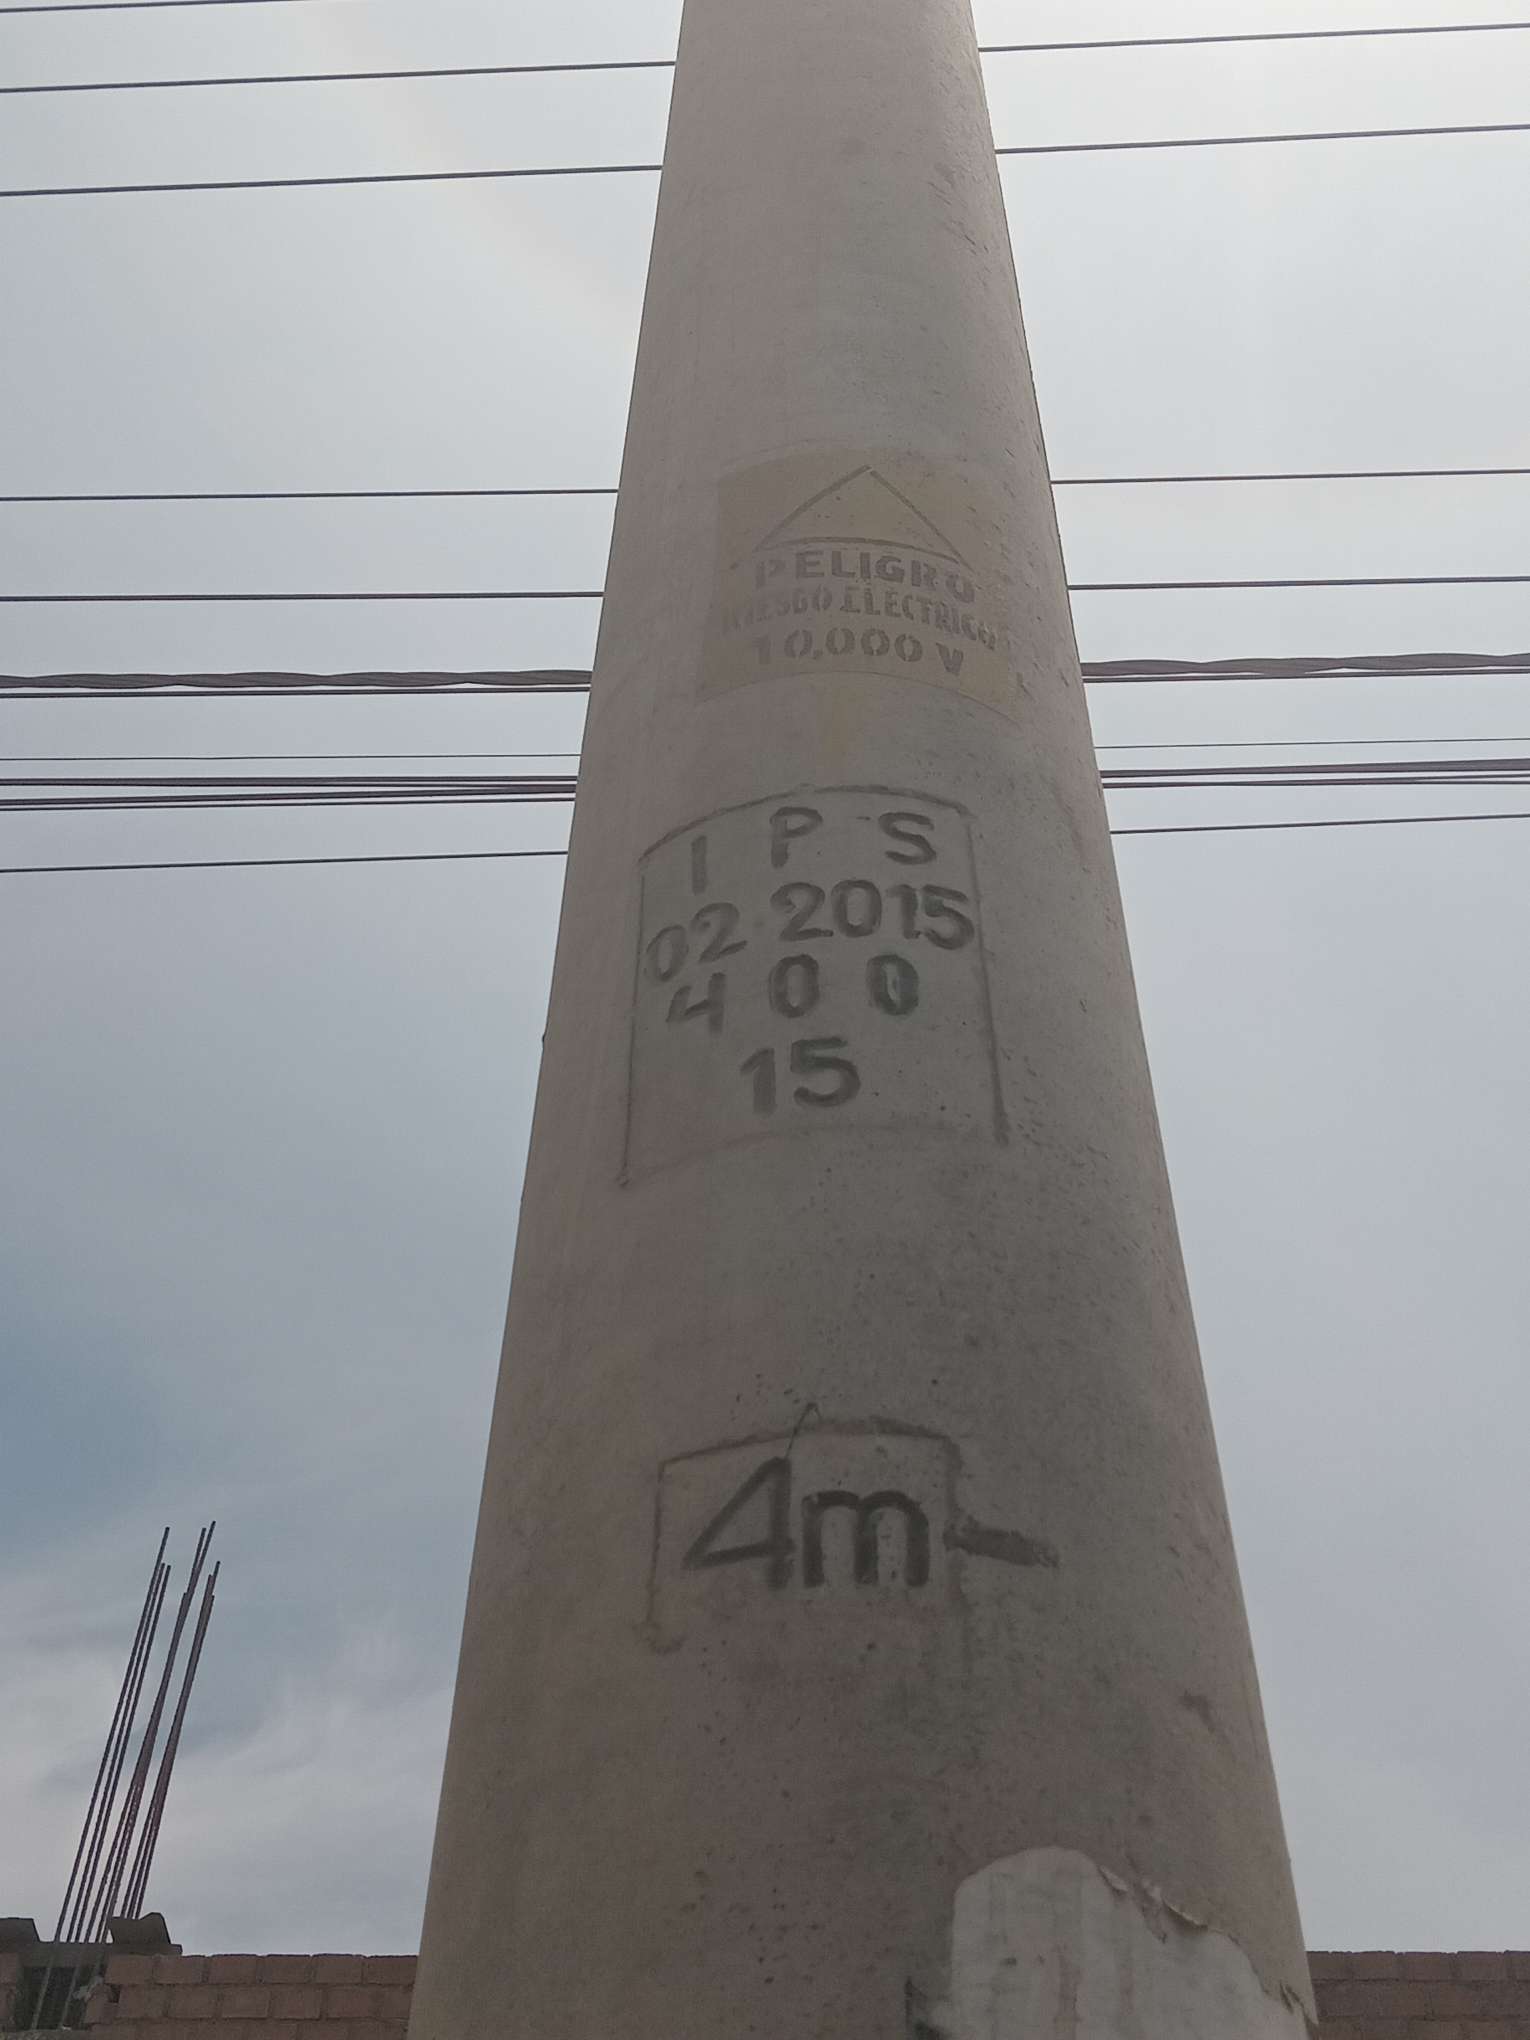 PELIGRO
RIESGO ELECTRICO
10,000 V
I P S
02 2015
400
15
4m